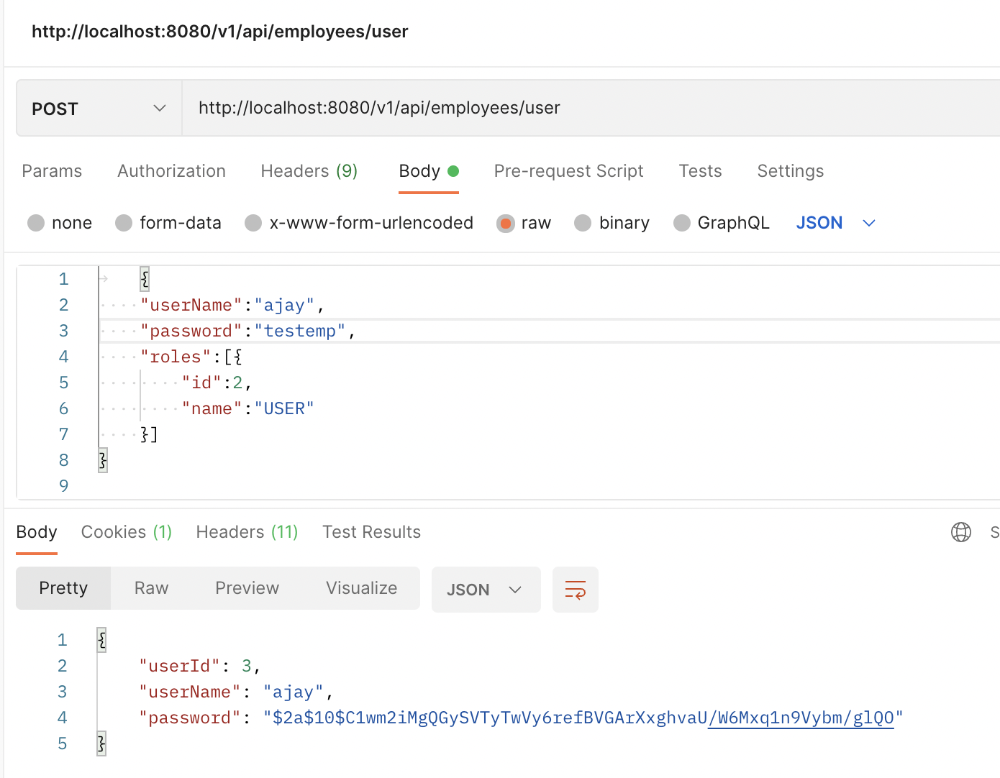 http://localhost:8080/v1/api/employees/user
POST http://localhost:8080/v1/api/employees/user
Params Authorization Headers (9) Body Pre-request Script Tests Settings
none form-data x-www-form-urlencoded raw binary GraphQL JSON
1 {
2 "userName":"ajay",
3 "password":"testemp",
4 "roles":[{
5 "id":2,
6 "name":"USER"
7 }]
8 }
9
Body Cookies (1) Headers (11) Test Results S
Pretty Raw Preview Visualize JSON
1 {
2 "userId": 3,
3 "userName": "ajay",
4 "password": "$2a$10$C1wm2iMgQGySVTyTwVy6refBVGArXxghvaU/W6Mxq1n9Vybm/glQO"
5 }